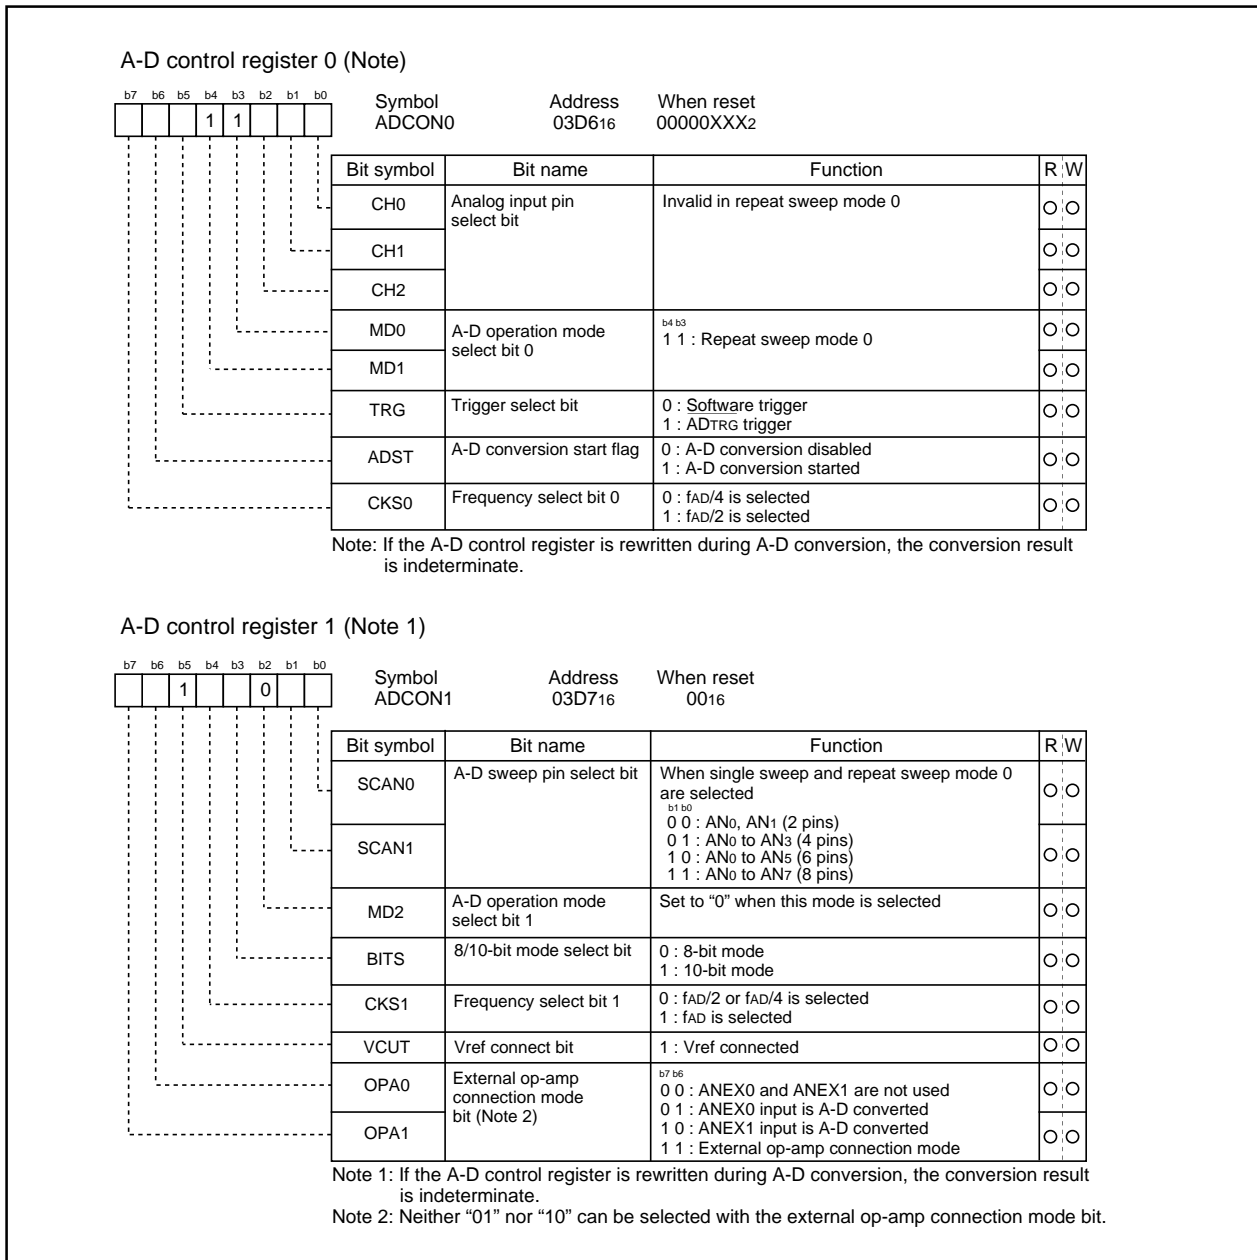 A-D control register 0 (Note)
b7 b6 b5 b4 b3 b2 b1 b0
1 1
Symbol Address When reset
ADCON0 03D616 00000XXX2
Bit symbol Bit name Function R W
CH0 Analog input pin select bit Invalid in repeat sweep mode 0
CH1
CH2
MD0 A-D operation mode select bit 0
b4 b3
1 1 : Repeat sweep mode 0
MD1
TRG Trigger select bit 0 : Software trigger
1 : ADTRG trigger
ADST A-D conversion start flag 0 : A-D conversion disabled
1 : A-D conversion started
CKS0 Frequency select bit 0 0 : fAD/4 is selected
1 : fAD/2 is selected
Note: If the A-D control register is rewritten during A-D conversion, the conversion result
is indeterminate.
A-D control register 1 (Note 1)
b7 b6 b5 b4 b3 b2 b1 b0
1 0
Symbol Address When reset
ADCON1 03D716 0016
Bit symbol Bit name Function R W
SCAN0 A-D sweep pin select bit When single sweep and repeat sweep mode 0
are selected
b1 b0
0 0 : AN0, AN1 (2 pins)
0 1 : AN0 to AN3 (4 pins)
SCAN1
1 0 : AN0 to AN5 (6 pins)
1 1 : AN0 to AN7 (8 pins)
MD2 A-D operation mode select bit 1 Set to “0” when this mode is selected
BITS 8/10-bit mode select bit 0 : 8-bit mode
1 : 10-bit mode
CKS1 Frequency select bit 1 0 : fAD/2 or fAD/4 is selected
1 : fAD is selected
VCUT Vref connect bit 1 : Vref connected
OPA0 External op-amp connection mode bit (Note 2)
b7 b6
0 0 : ANEX0 and ANEX1 are not used
0 1 : ANEX0 input is A-D converted
OPA1
1 0 : ANEX1 input is A-D converted
1 1 : External op-amp connection mode
Note 1: If the A-D control register is rewritten during A-D conversion, the conversion result
is indeterminate.
Note 2: Neither “01” nor “10” can be selected with the external op-amp connection mode bit.